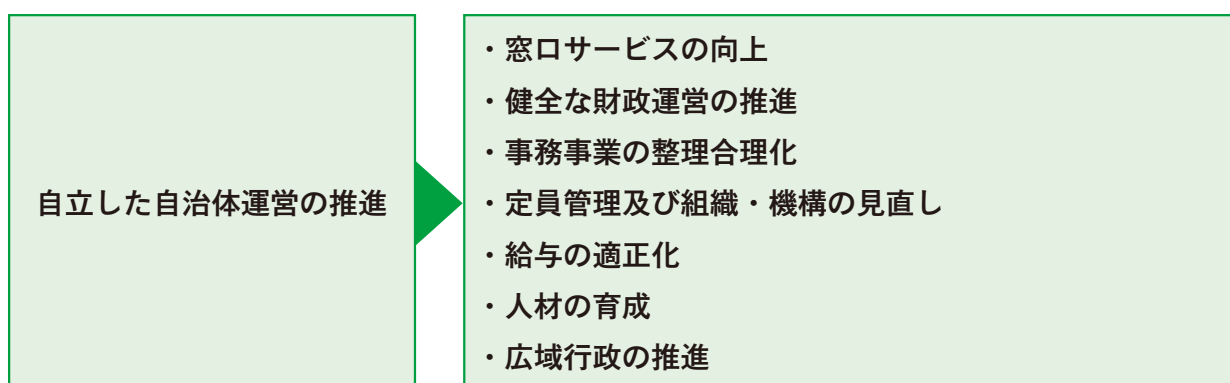 自立した自治体運営の推進
・窓口サービスの向上
・健全な財政運営の推進
・事務事業の整理合理化
・定員管理及び組織・機構の見直し
・給与の適正化
・人材の育成
・広域行政の推進